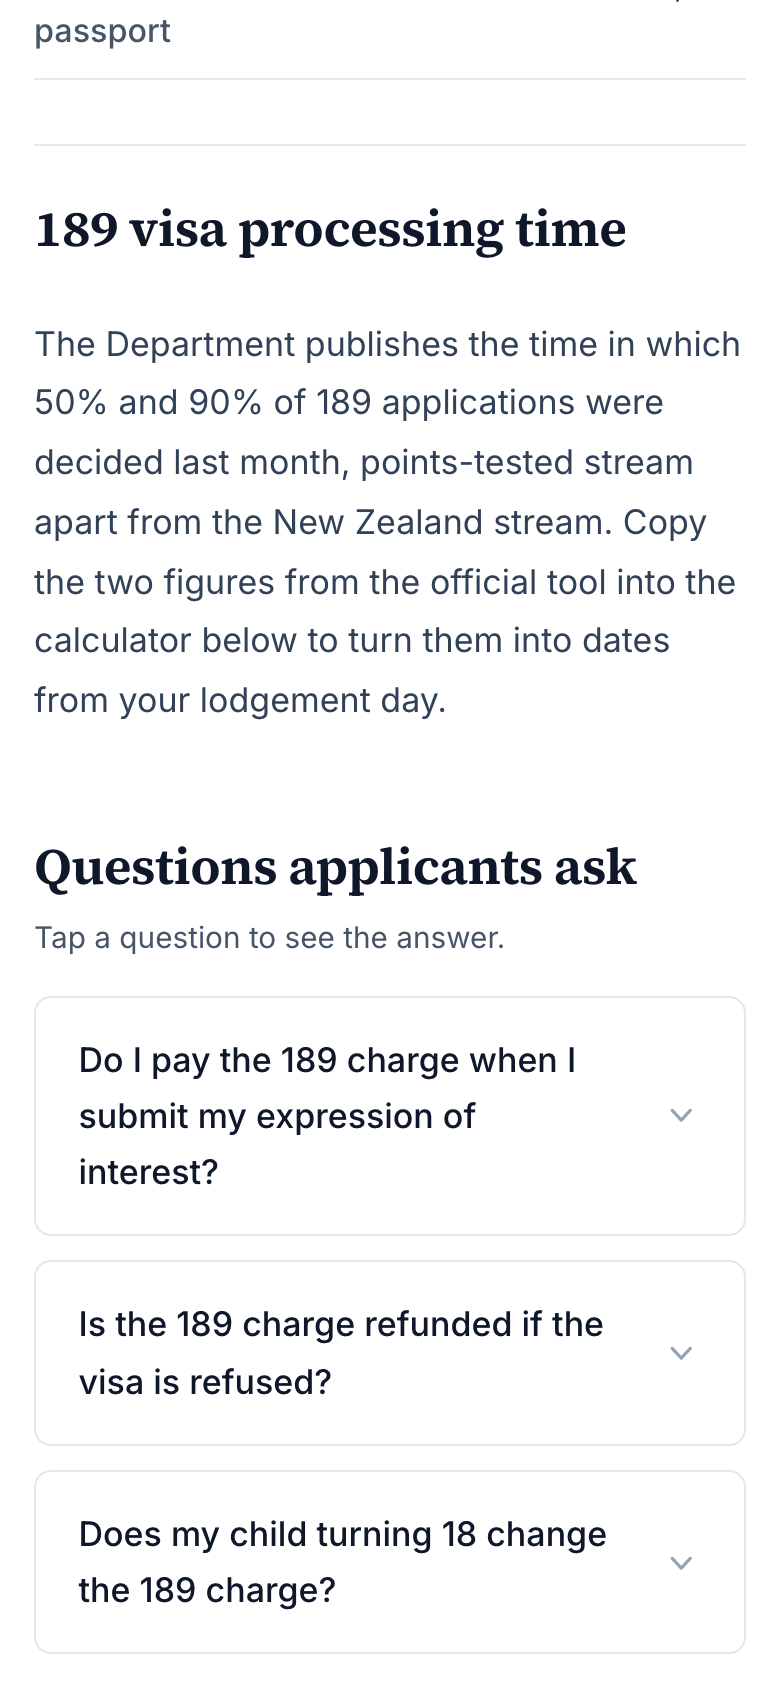 passport
189 visa processing time
The Department publishes the time in which
50% and 90% of 189 applications were
decided last month, points-tested stream
apart from the New Zealand stream. Copy
the two figures from the official tool into the
calculator below to turn them into dates
from your lodgement day.
Questions applicants ask
Tap a question to see the answer.
Do I pay the 189 charge when I
submit my expression of
interest?
Is the 189 charge refunded if the
visa is refused?
Does my child turning 18 change
the 189 charge?